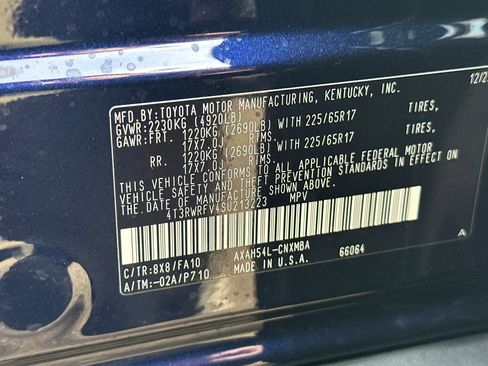 MFD.BY:TOYOTA MOTOR MANUFACTURING, KENTUCKY, INC. 12/2
GVWR:2230KG (4920LB)
GAWR:FRT. 1220KG (2690LB) WITH 225/65R17 TIRES,
17X7.0J RIMS.
RR. 1220KG (2690LB) WITH 225/65R17 TIRES,
17X7.0J RIMS.
THIS VEHICLE CONFORMS TO ALL APPLICABLE FEDERAL MOTOR
VEHICLE SAFETY AND THEFT PREVENTION STANDARDS IN EFFECT ON
THE DATE OF MANUFACTURE SHOWN ABOVE.
4T3RWRFV4SU213223 MPV
C/TR:8X8/FA10 AXAH54L-CNXMBA 66064
A/TM:-02A/P710 MADE IN U.S.A. A